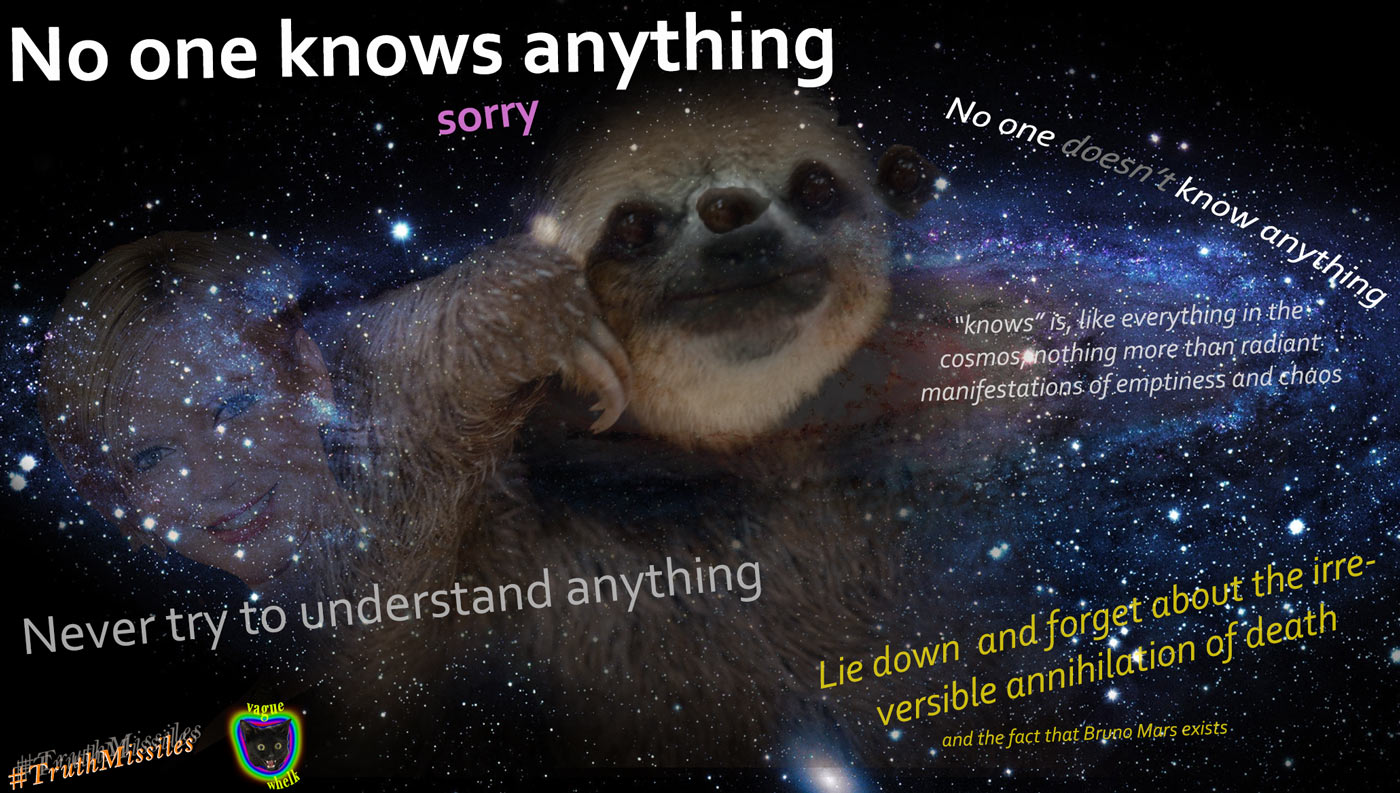 No one knows anything
sorry
No one doesn't know anything
"knows" is, like everything in the
cosmos, nothing more than radiant
manifestations of emptiness and chaos
Never try to understand anything
Lie down and forget about the irre-
versible annihilation of death
and the fact that Bruno Mars exists
#TruthMissiles
#TruthMissiles
vague
whelk